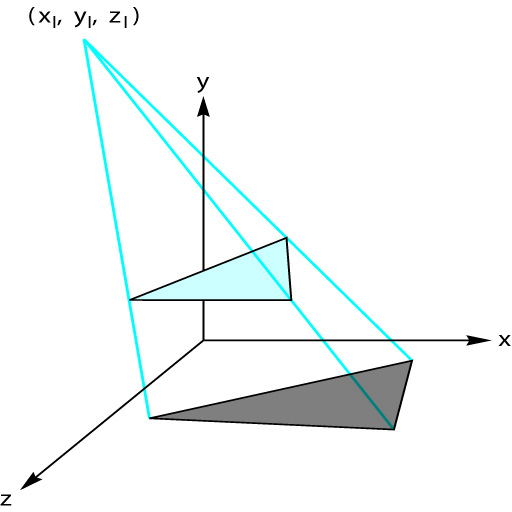 (xₗ, yₗ, zₗ)
y
x
z